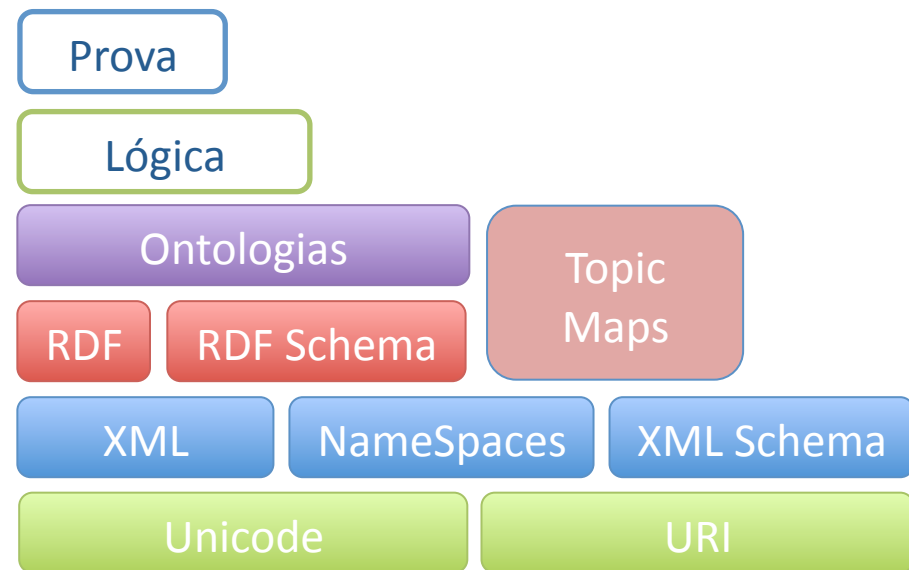 Prova
Lógica
Ontologias
Topic
Maps
RDF
RDF Schema
XML
NameSpaces
XML Schema
Unicode
URI